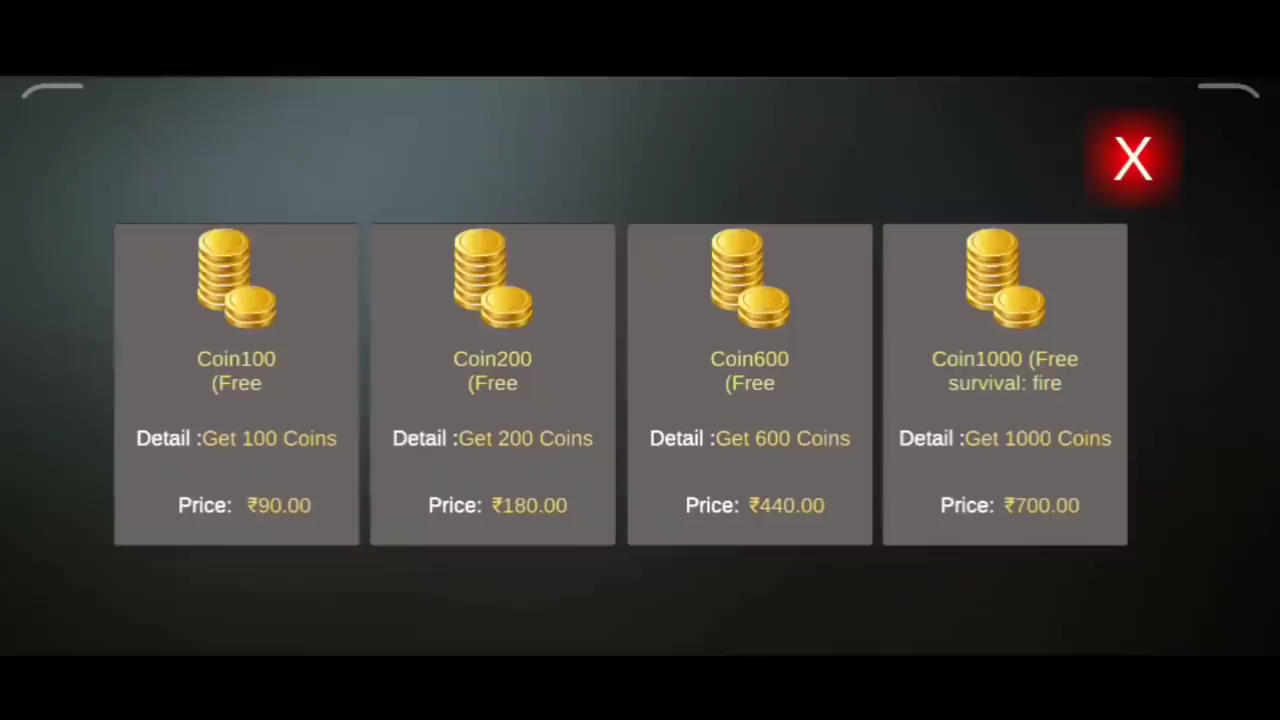 X
Coin100
(Free
Detail :Get 100 Coins
Price: ₹90.00
Coin200
(Free
Detail :Get 200 Coins
Price: ₹180.00
Coin600
(Free
Detail :Get 600 Coins
Price: ₹440.00
Coin1000 (Free
survival: fire
Detail :Get 1000 Coins
Price: ₹700.00